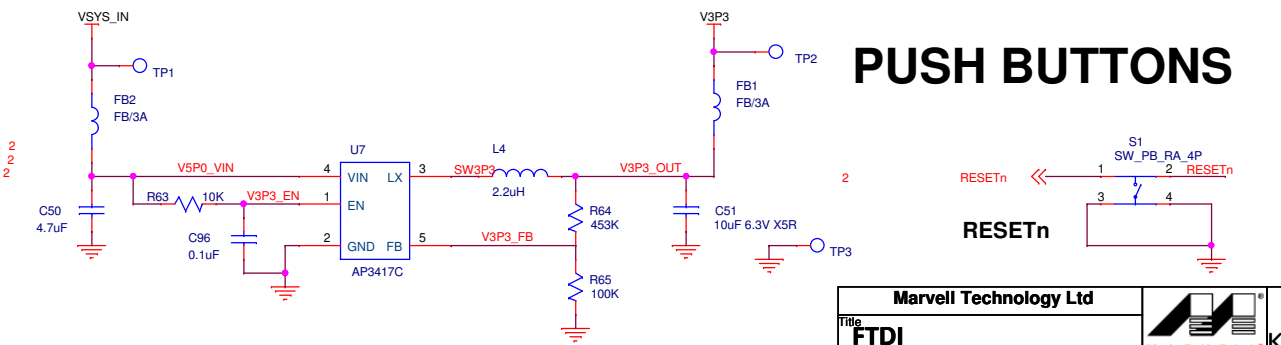 VSYS_IN
TP1
FB2
FB/3A
2
2
2
V5P0_VIN
R63
10K
V3P3_EN
C50
4.7uF
C96
0.1uF
U7
4
VIN
LX
3
1
EN
2
GND
FB
5
AP3417C
SW3P3
L4
2.2uH
V3P3_OUT
V3P3_FB
R64
453K
R65
100K
V3P3
TP2
FB1
FB/3A
C51
10uF 6.3V X5R
TP3
PUSH BUTTONS
2
RESETn
S1
SW_PB_RA_4P
1
2
RESETn
3
4
RESETn
Marvell Technology Ltd
Title
FTDI